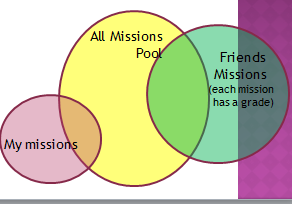 All Missions
Pool
Friends
Missions
(each mission
has a grade)
My missions